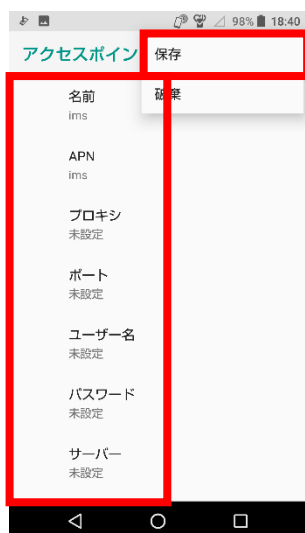 98% 18:40
アクセスポイン
保存
破棄
名前
ims
APN
ims
プロキシ
未設定
ポート
未設定
ユーザー名
未設定
パスワード
未設定
サーバー
未設定